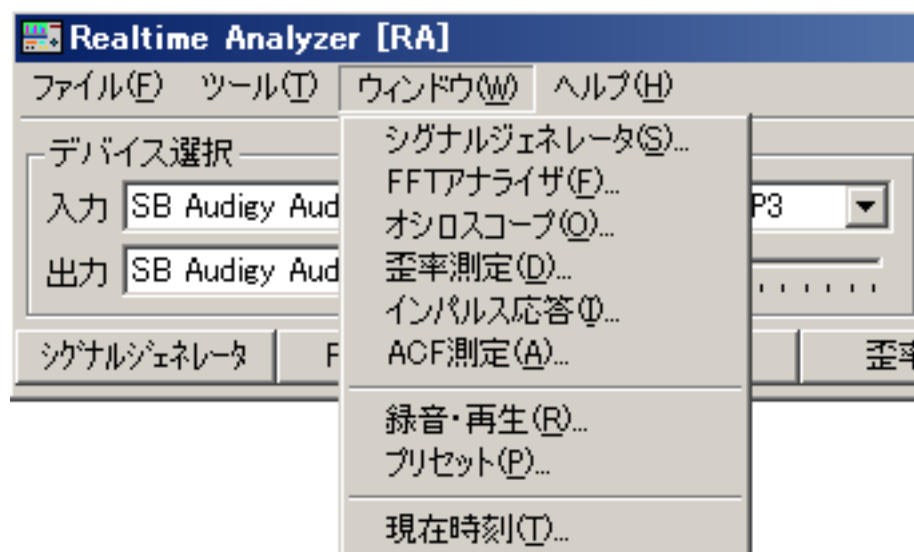 Realtime Analyzer [RA]
ファイル(F) ツール(T) ウィンドウ(W) ヘルプ(H)
デバイス選択
入力 SB Audigy Aud P3
出力 SB Audigy Aud
シグナルジェネレータ(S)...
FFTアナライザ(F)...
オシロスコープ(O)...
歪率測定(D)...
インパルス応答(I)...
ACF測定(A)...
録音・再生(R)...
プリセット(P)...
現在時刻(T)...
シグナルジェネレータ F 歪率